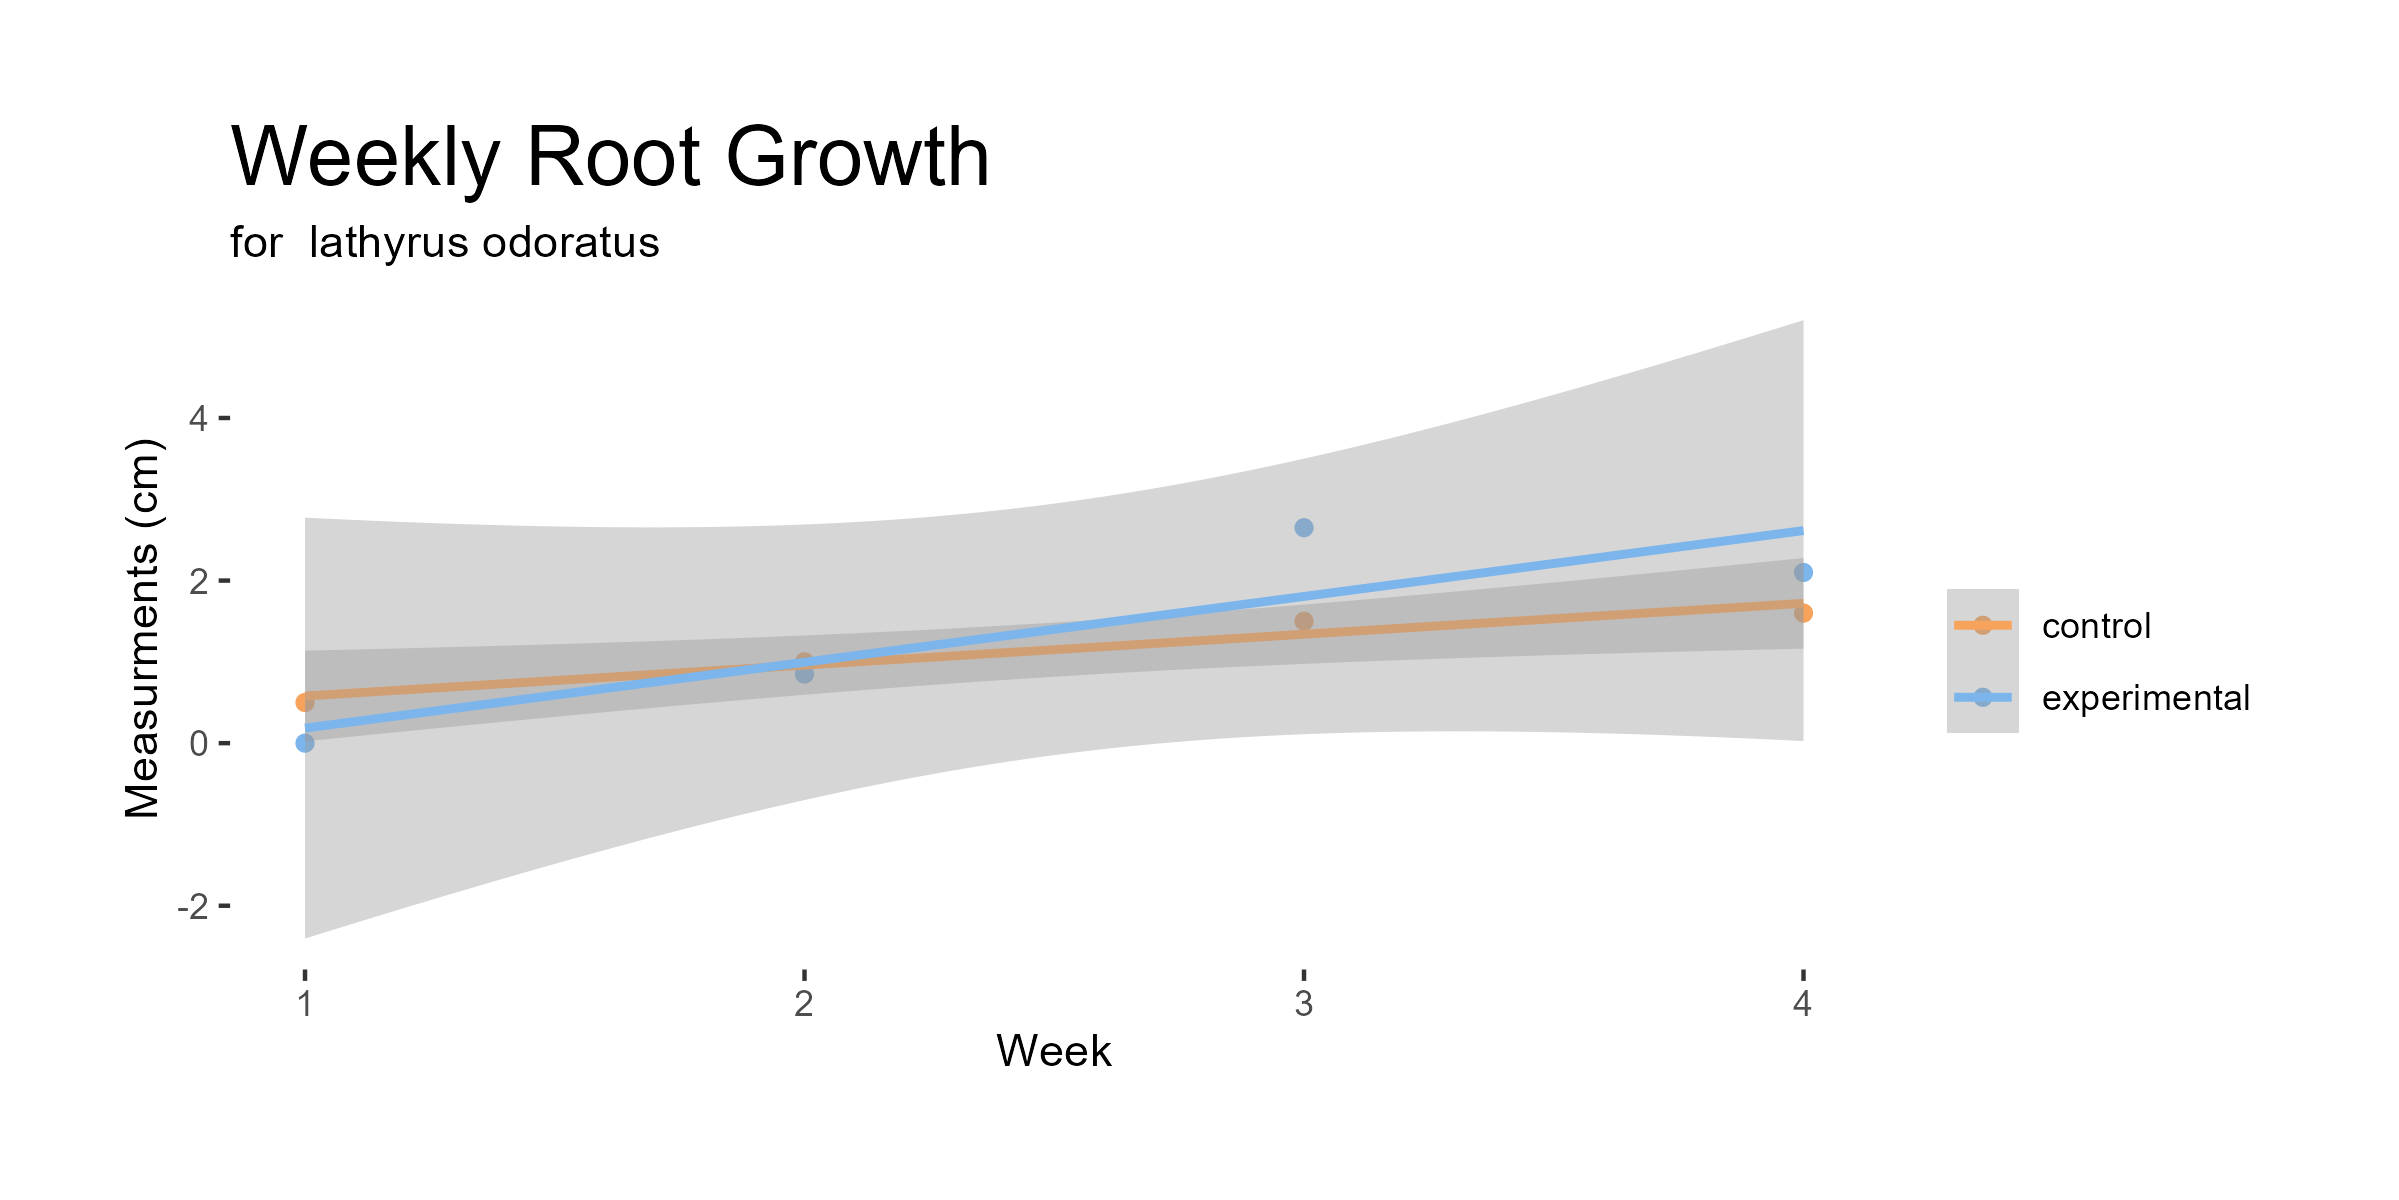 Weekly Root Growth
for  lathyrus odoratus
Measurments (cm)
4
2
0
-2
1
2
3
4
Week
control
experimental